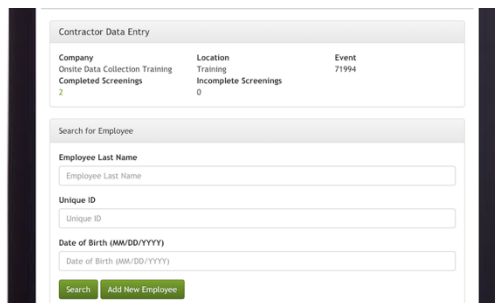 Contractor Data Entry
Company Location Event
Onsite Data Collection Training Training 71994
Completed Screenings Incomplete Screenings
2 0
Search for Employee
Employee Last Name
Employee Last Name
Unique ID
Unique ID
Date of Birth (MM/DD/YYYY)
Date of Birth (MM/DD/YYYY)
Search Add New Employee